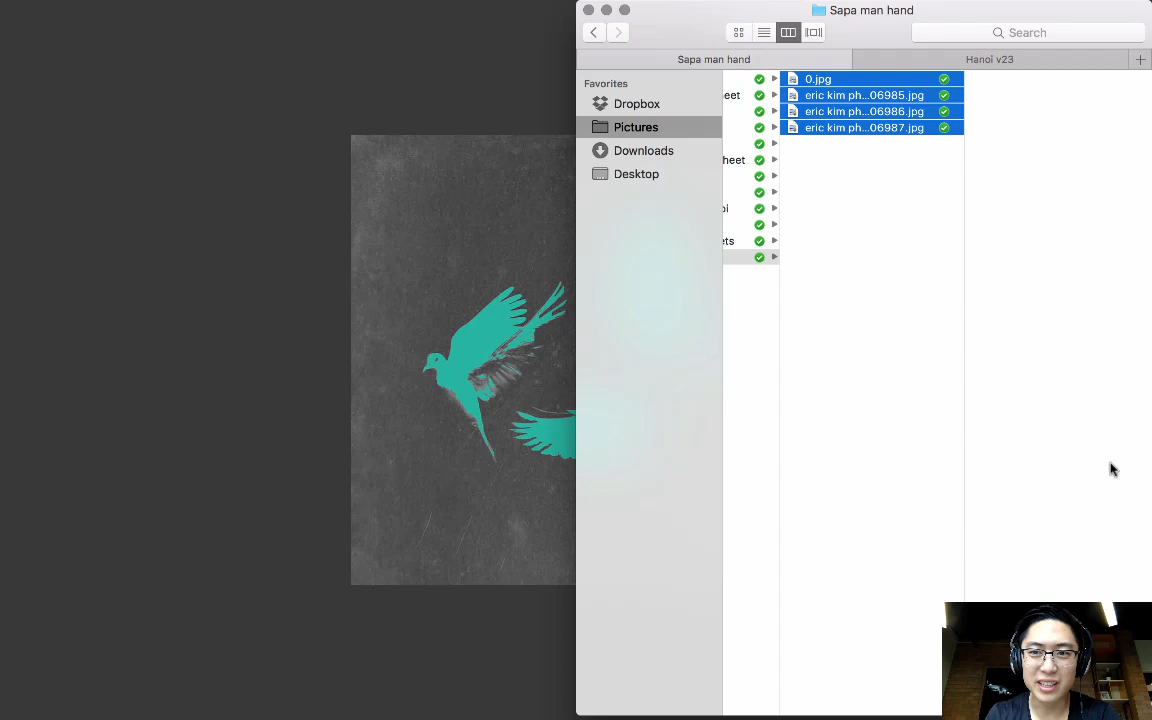 Sapa man hand
Search
Sapa man hand
Hanoi v23
Favorites
Dropbox
Pictures
Downloads
Desktop
eet
heet
oi
ets
0.jpg
eric kim ph...06985.jpg
eric kim ph...06986.jpg
eric kim ph...06987.jpg